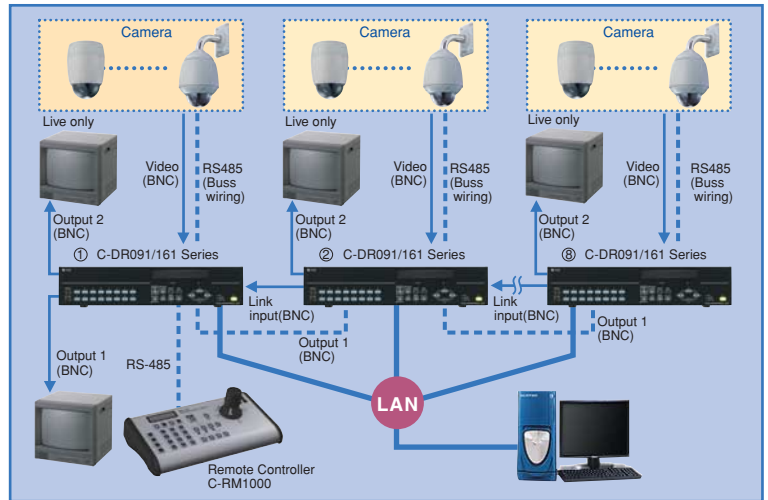 Camera
Camera
Camera
Live only
Live only
Live only
Video
(BNC)
RS485
(Buss
wiring)
Video
(BNC)
RS485
(Buss
wiring)
Video
(BNC)
RS485
(Buss
wiring)
Output 2
(BNC)
Output 2
(BNC)
Output 2
(BNC)
① C-DR091/161 Series
② C-DR091/161 Series
⑧ C-DR091/161 Series
Link
input(BNC)
Link
input(BNC)
Output 1
(BNC)
Output 1
(BNC)
Output 1
(BNC)
RS-485
LAN
Remote Controller
C-RM1000